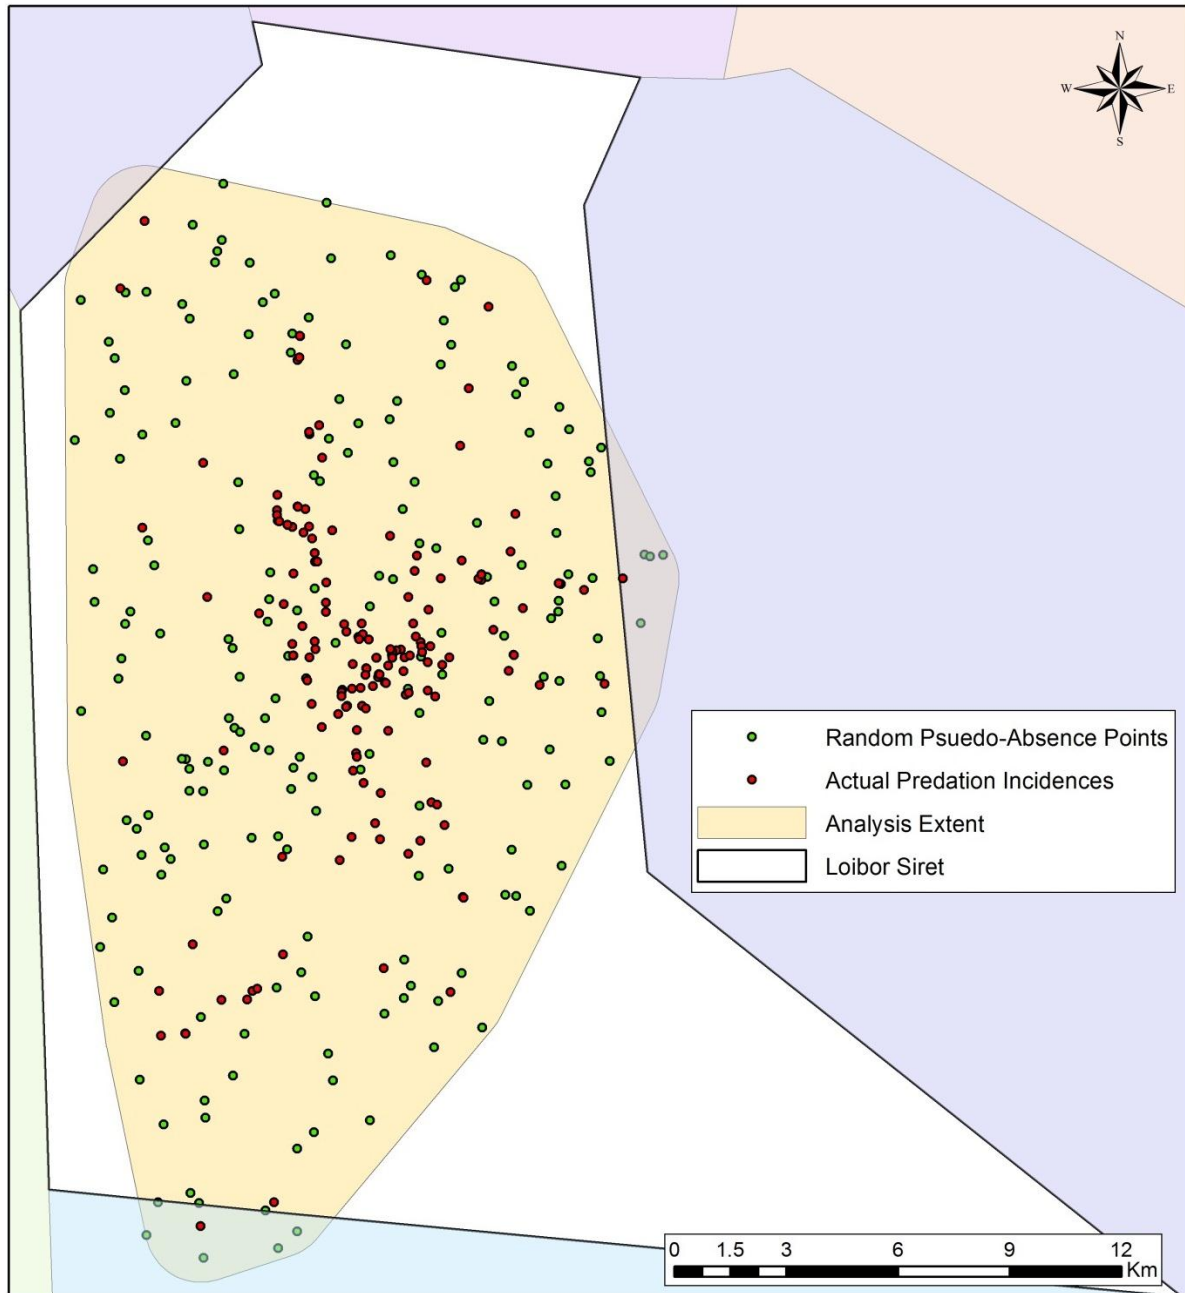 N
W E
S
Random Psuedo-Absence Points
Actual Predation Incidences
Analysis Extent
Loibor Siret
0 1.5 3 6 9 12
Km